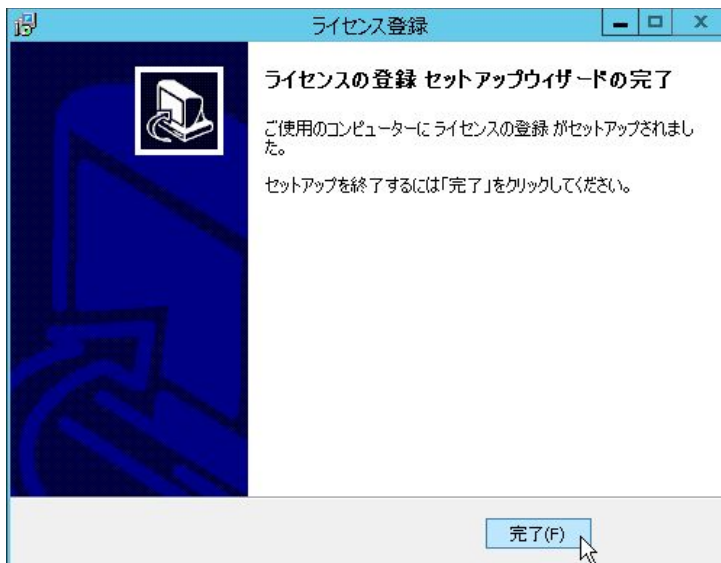 ライセンス登録
ライセンスの登録 セットアップウィザードの完了
ご使用のコンピューターに ライセンスの登録 がセットアップされまし
た。
セットアップを終了するには「完了」をクリックしてください。
完了(F)